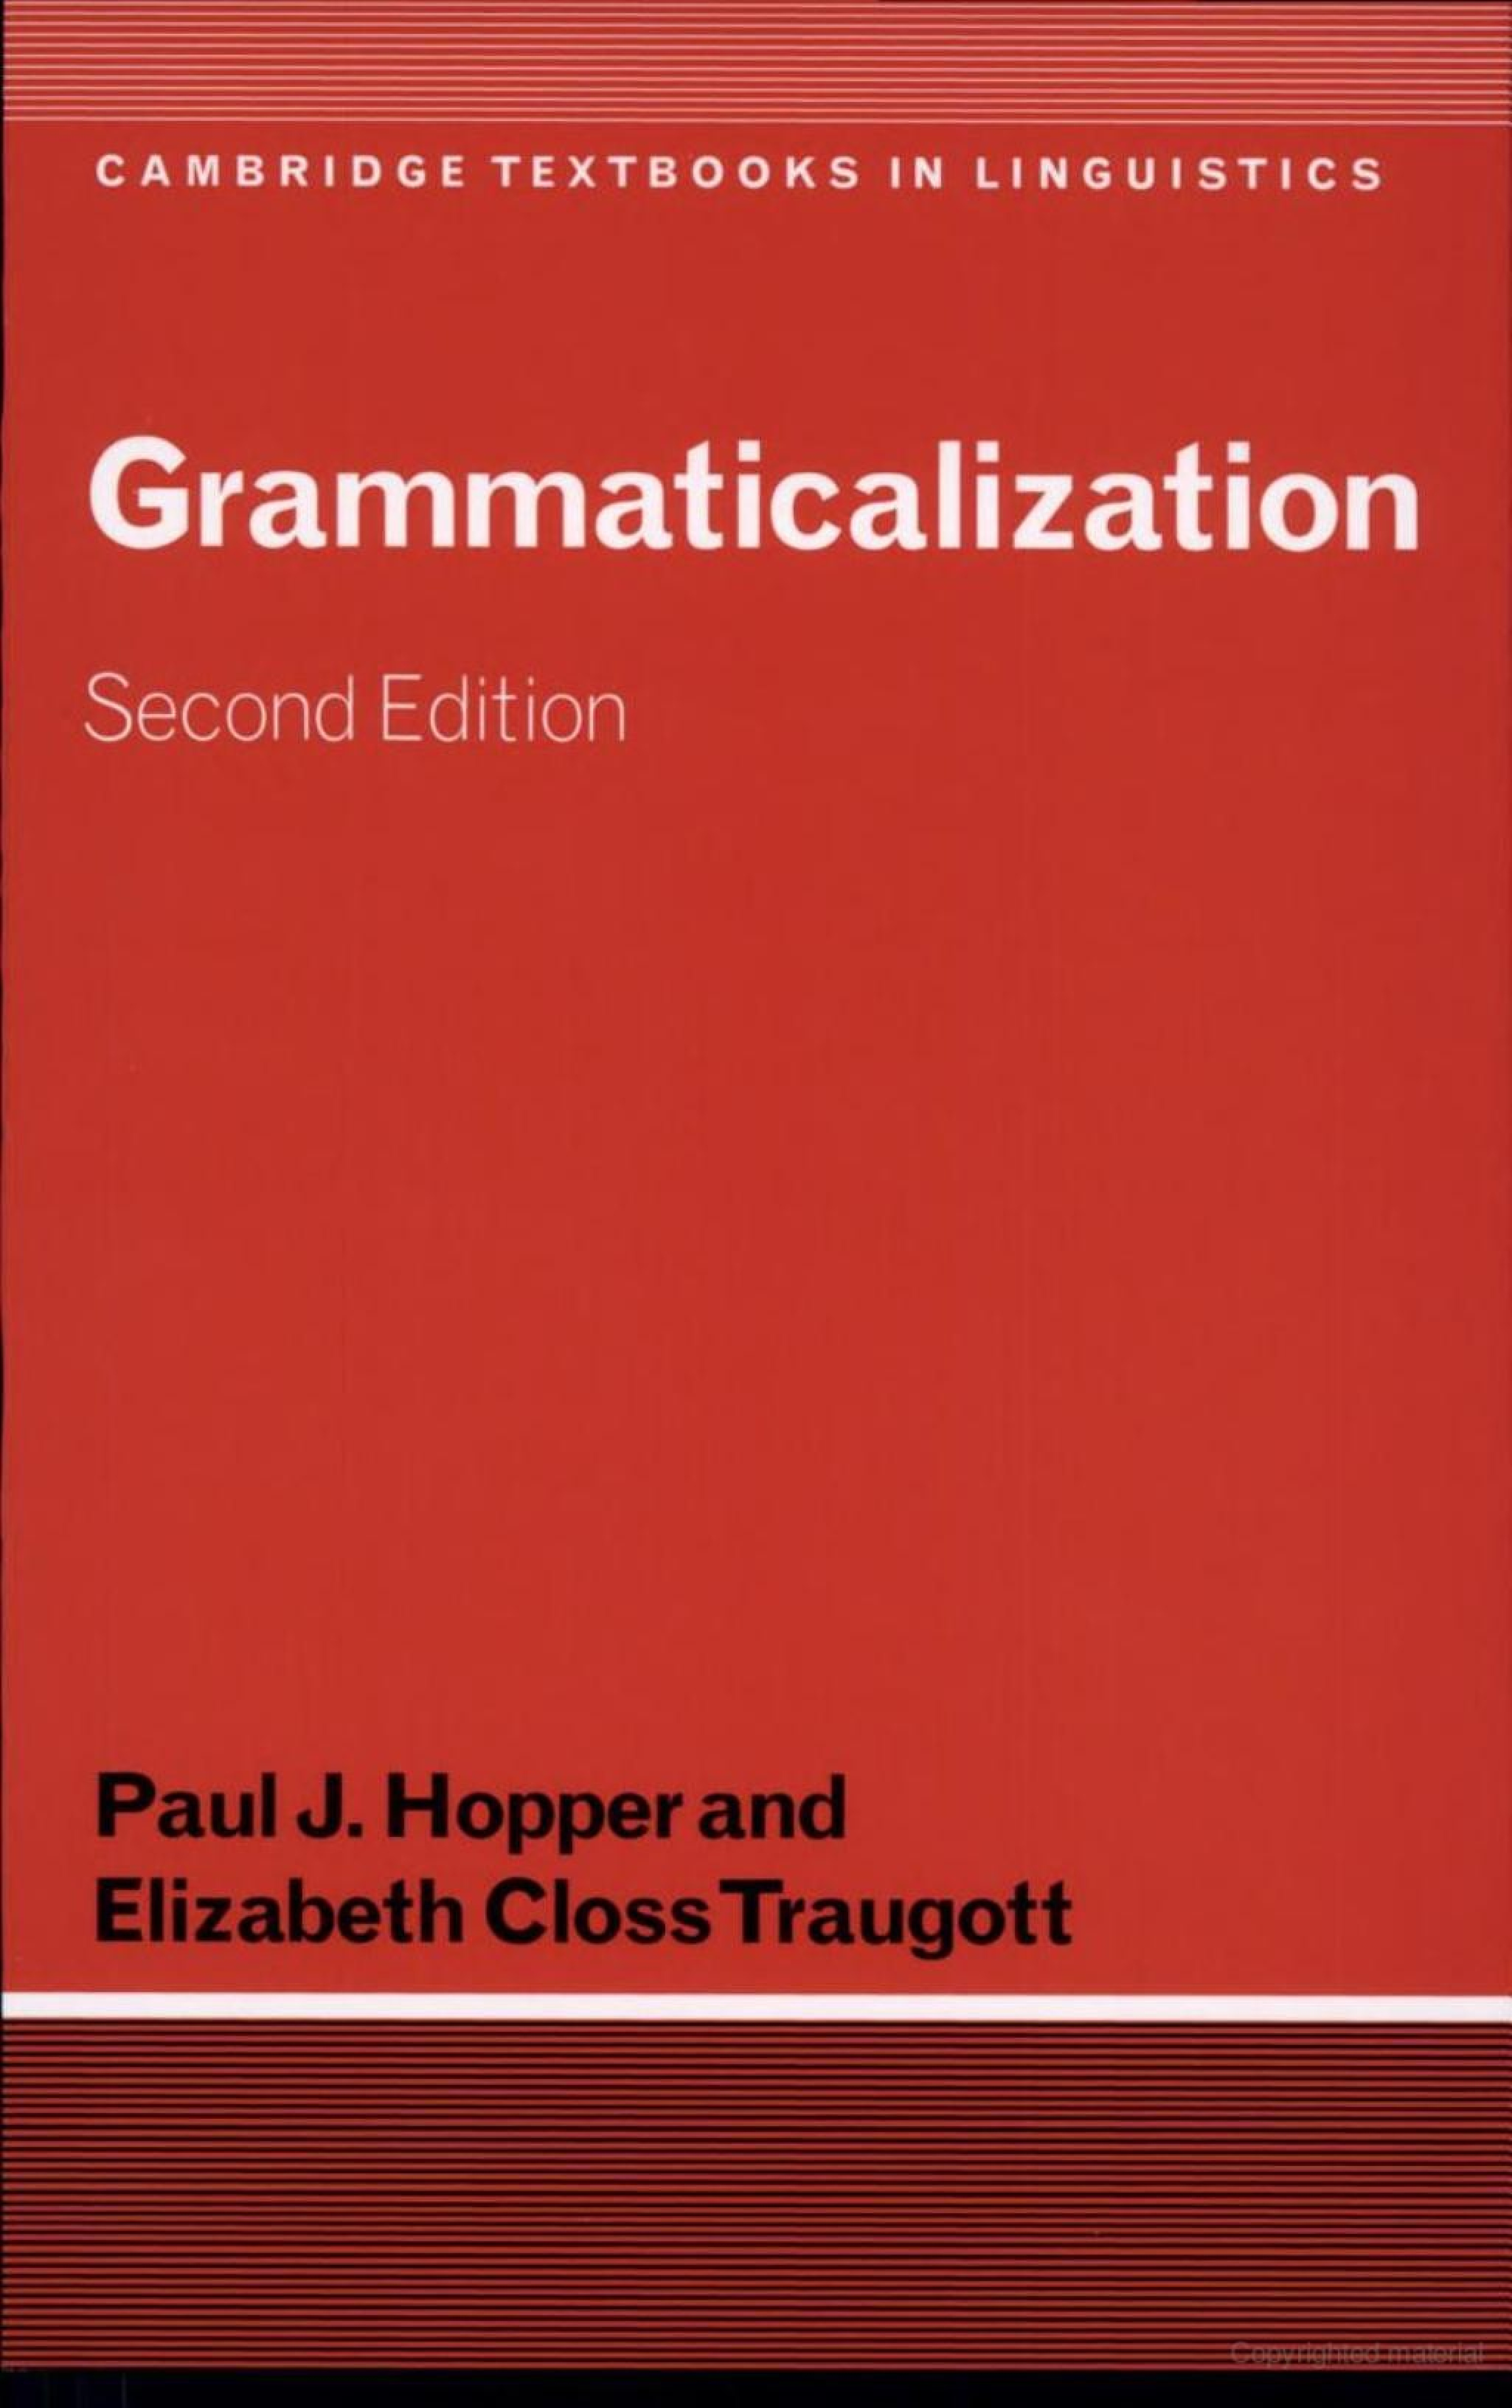 CAMBRIDGE TEXTBOOKS IN LINGUISTICS
Grammaticalization
Second Edition
Paul J. Hopper and
Elizabeth Closs Traugott
Copyrighted material